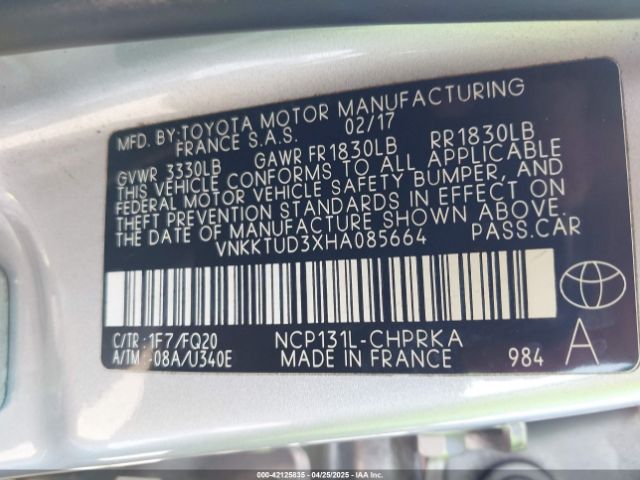 MFD. BY:TOYOTA MOTOR MANUFACTURING
FRANCE S.A.S. 02/17
GVWR 3330LB GAWR FR1830LB RR1830LB
THIS VEHICLE CONFORMS TO ALL APPLICABLE
FEDERAL MOTOR VEHICLE SAFETY, BUMPER, AND
THEFT PREVENTION STANDARDS IN EFFECT ON
THE DATE OF MANUFACTURE SHOWN ABOVE.
VNKKTUD3XHA085664 PASS.CAR
C/TR :1F7/FQ20 NCP131L-CHPRKA
A/TM :-08A/U340E MADE IN FRANCE 984 A
000-42125835 - 04/25/2025 - IAA